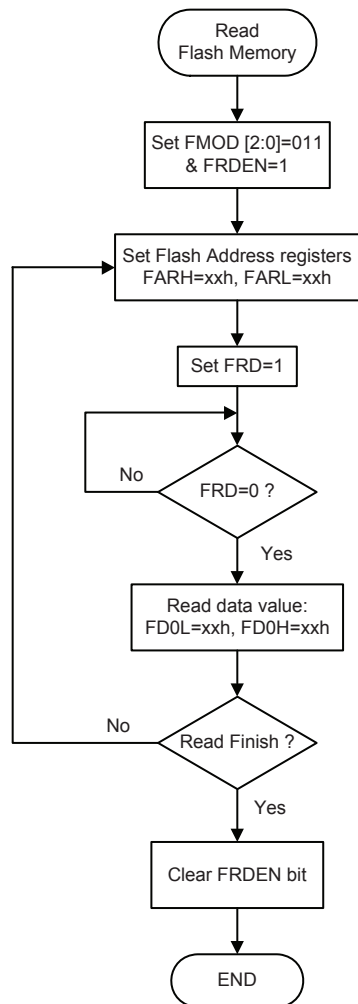 Read
Flash Memory
Set FMOD [2:0]=011
& FRDEN=1
Set Flash Address registers
FARH=xxh, FARL=xxh
Set FRD=1
No
FRD=0 ?
Yes
Read data value:
FD0L=xxh, FD0H=xxh
No
Read Finish ?
Yes
Clear FRDEN bit
END